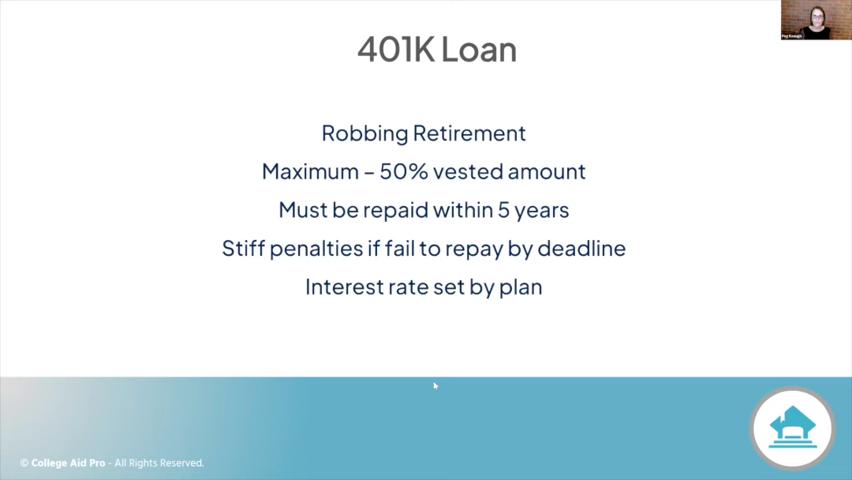 401K Loan
Robbing Retirement
Maximum – 50% vested amount
Must be repaid within 5 years
Stiff penalties if fail to repay by deadline
Interest rate set by plan
© College Aid Pro - All Rights Reserved.